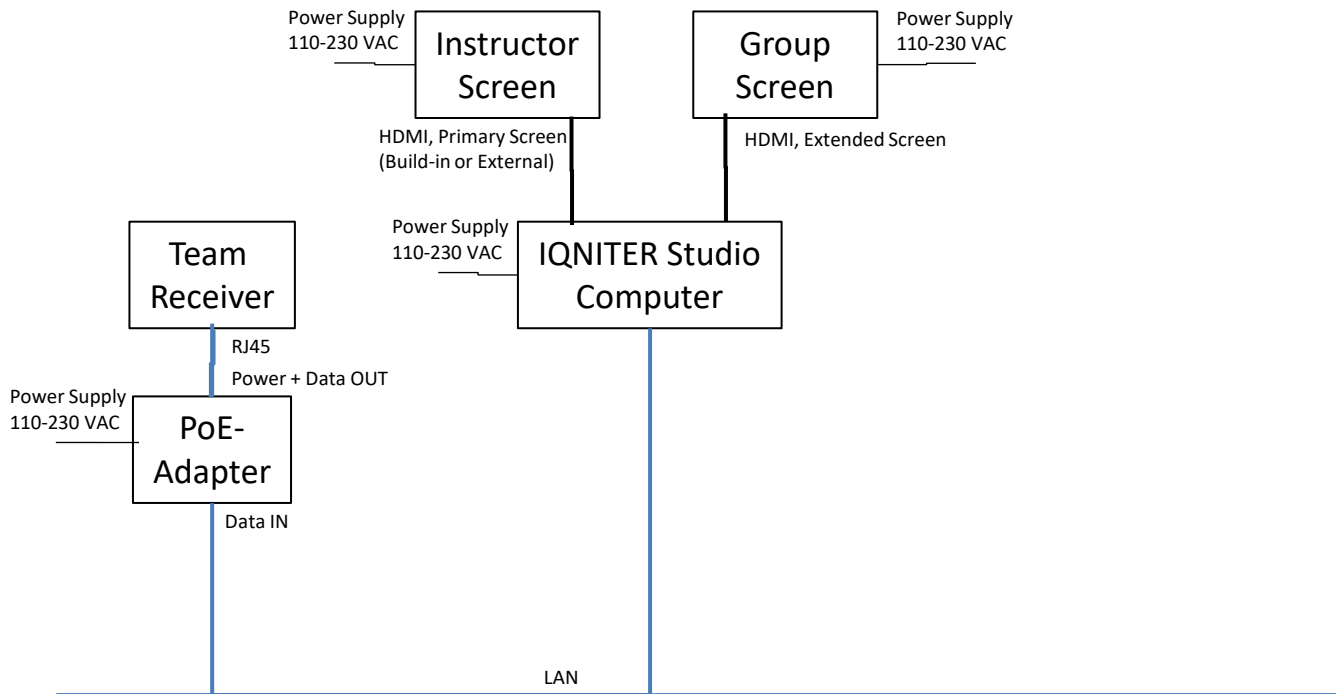 Power Supply
110-230 VAC
Instructor
Screen
Group
Screen
Power Supply
110-230 VAC
HDMI, Primary Screen
(Build-in or External)
HDMI, Extended Screen
Team
Receiver
Power Supply
110-230 VAC
IQNITER Studio
Computer
RJ45
Power + Data OUT
Power Supply
110-230 VAC
PoE-
Adapter
Data IN
LAN